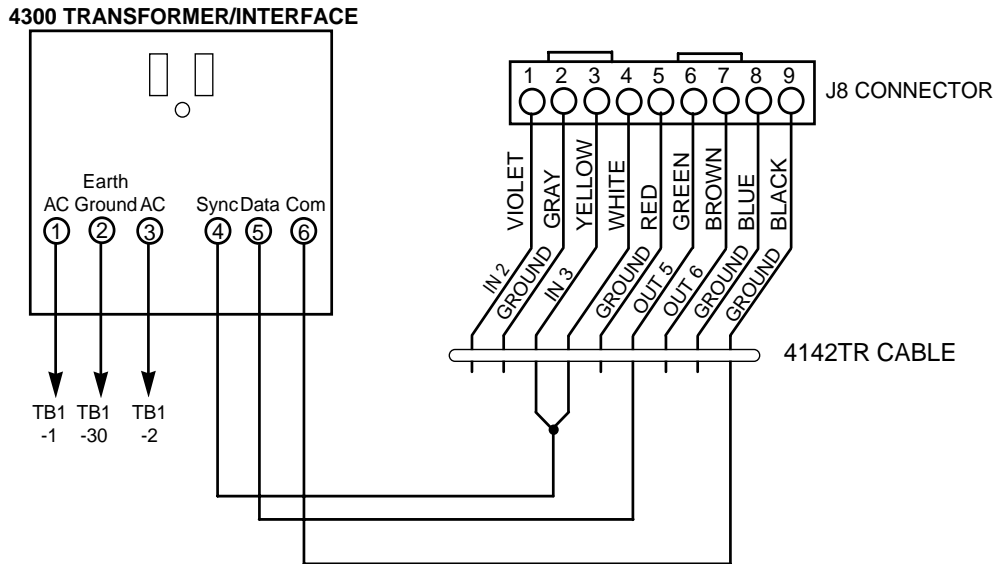 4300 TRANSFORMER/INTERFACE
1 2 3 4 5 6 7 8 9
J8 CONNECTOR
VIOLET
GRAY
YELLOW
WHITE
RED
GREEN
BROWN
BLUE
BLACK
Earth
AC Ground AC Sync Data Com
1 2 3 4 5 6
IN 2
GROUND
IN 3
GROUND
OUT 5
OUT 6
GROUND
GROUND
4142TR CABLE
TB1 TB1 TB1
-1 -30 -2